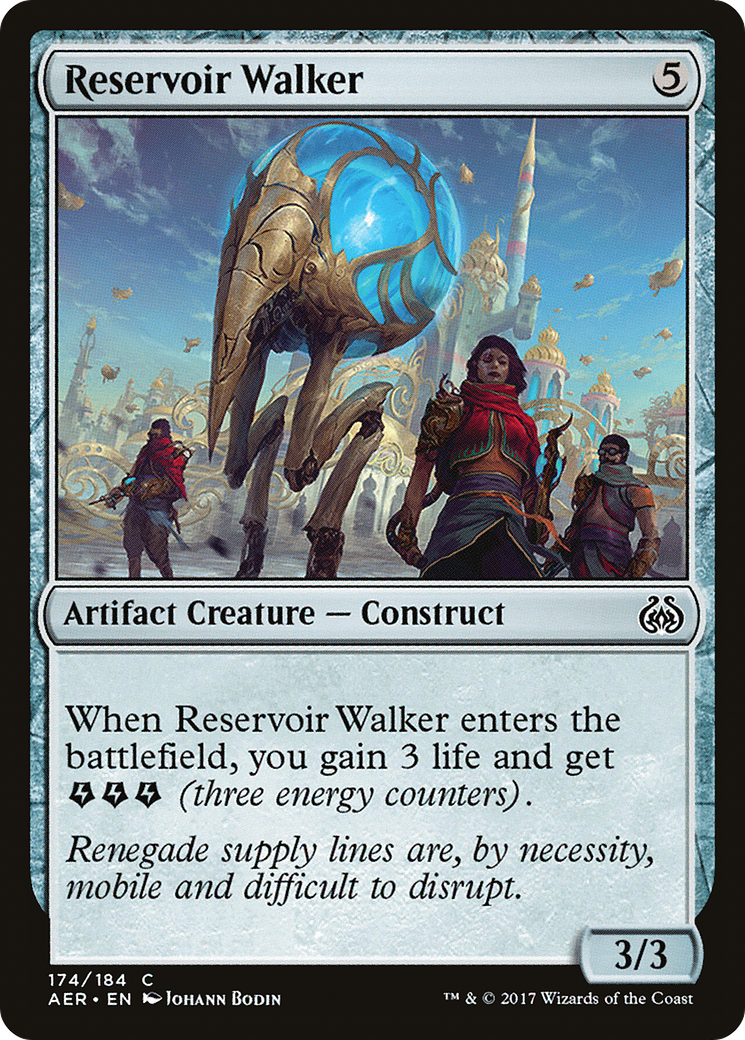 Reservoir Walker 5
Artifact Creature — Construct
When Reservoir Walker enters the
battlefield, you gain 3 life and get
(three energy counters).
Renegade supply lines are, by necessity,
mobile and difficult to disrupt.
3/3
174/184 C
AER • EN Johann Bodin
™ & © 2017 Wizards of the Coast